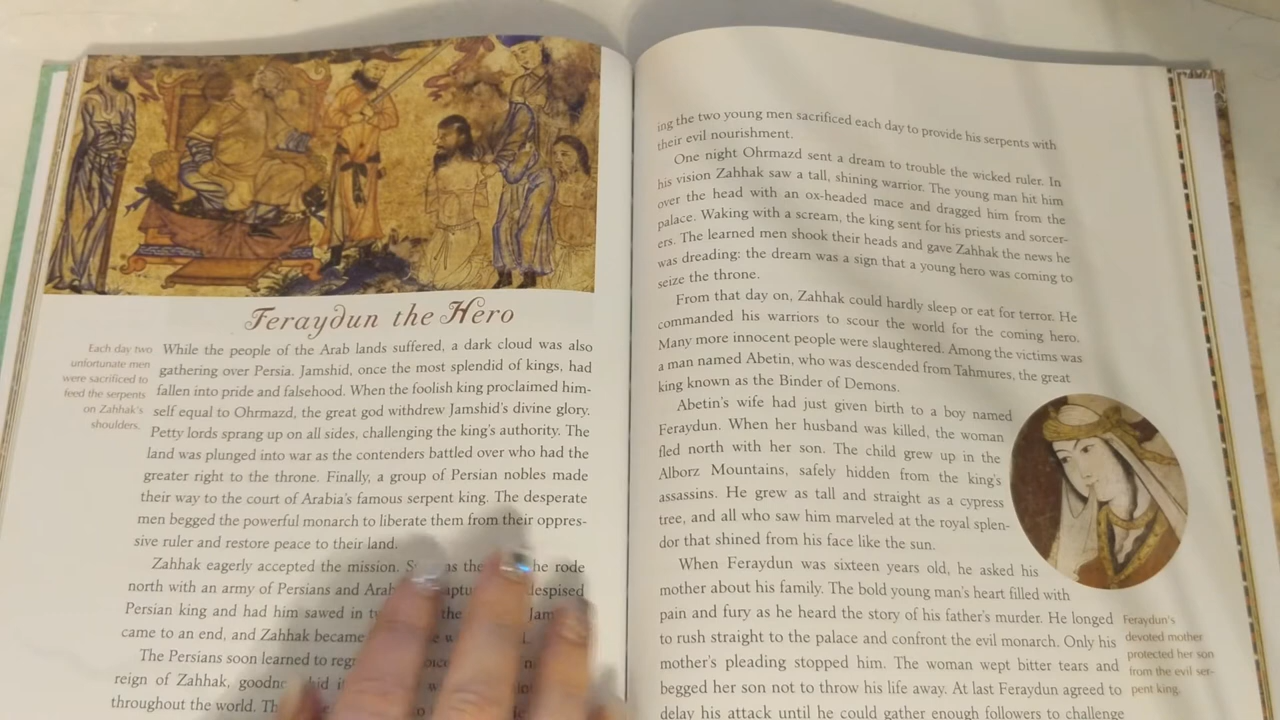 Feraydun the Hero
Each day two
unfortunate men
were sacrificed to
feed the serpents
on Zahhak's
shoulders.
While the people of the Arab lands suffered, a dark cloud was also
gathering over Persia. Jamshid, once the most splendid of kings, had
fallen into pride and falsehood. When the foolish king proclaimed him-
self equal to Ohrmazd, the great god withdrew Jamshid's divine glory.
Petty lords sprang up on all sides, challenging the king's authority. The
land was plunged into war as the contenders battled over who had the
greater right to the throne. Finally, a group of Persian nobles made
their way to the court of Arabia's famous serpent king. The desperate
men begged the powerful monarch to liberate them from their oppres-
sive ruler and restore peace to their land.
Zahhak eagerly accepted the mission. the he rode
north with an army of Persians and despised
Persian king and had him sawed in the
came to an end, and Zahhak became
The Persians soon learned to
reign of Zahhak,
throughout the world.
ing the two young men sacrificed each day to provide his serpents with
their evil nourishment.
One night Ohrmazd sent a dream to trouble the wicked ruler. In
his vision Zahhak saw a tall, shining warrior. The young man hit him
over the head with an ox-headed mace and dragged him from the
palace. Waking with a scream, the king sent for his priests and sorcer-
ers. The learned men shook their heads and gave Zahhak the news he
was dreading: the dream was a sign that a young hero was coming to
seize the throne.
From that day on, Zahhak could hardly sleep or eat for terror. He
commanded his warriors to scour the world for the coming hero.
Many more innocent people were slaughtered. Among the victims was
a man named Abetin, who was descended from Tahmures, the great
king known as the Binder of Demons.
Abetin's wife had just given birth to a boy named
Feraydun. When her husband was killed, the woman
fled north with her son. The child grew up in the
Alborz Mountains, safely hidden from the king's
assassins. He grew as tall and straight as a cypress
tree, and all who saw him marveled at the royal splen-
dor that shined from his face like the sun.
When Feraydun was sixteen years old, he asked his
mother about his family. The bold young man's heart filled with
pain and fury as he heard the story of his father's murder. He longed
to rush straight to the palace and confront the evil monarch. Only his
mother's pleading stopped him. The woman wept bitter tears and
begged her son not to throw his life away. At last Feraydun agreed to
delay his attack until he could gather enough followers to challenge
Feraydun's
devoted mother
protected her son
from the evil ser-
pent king.